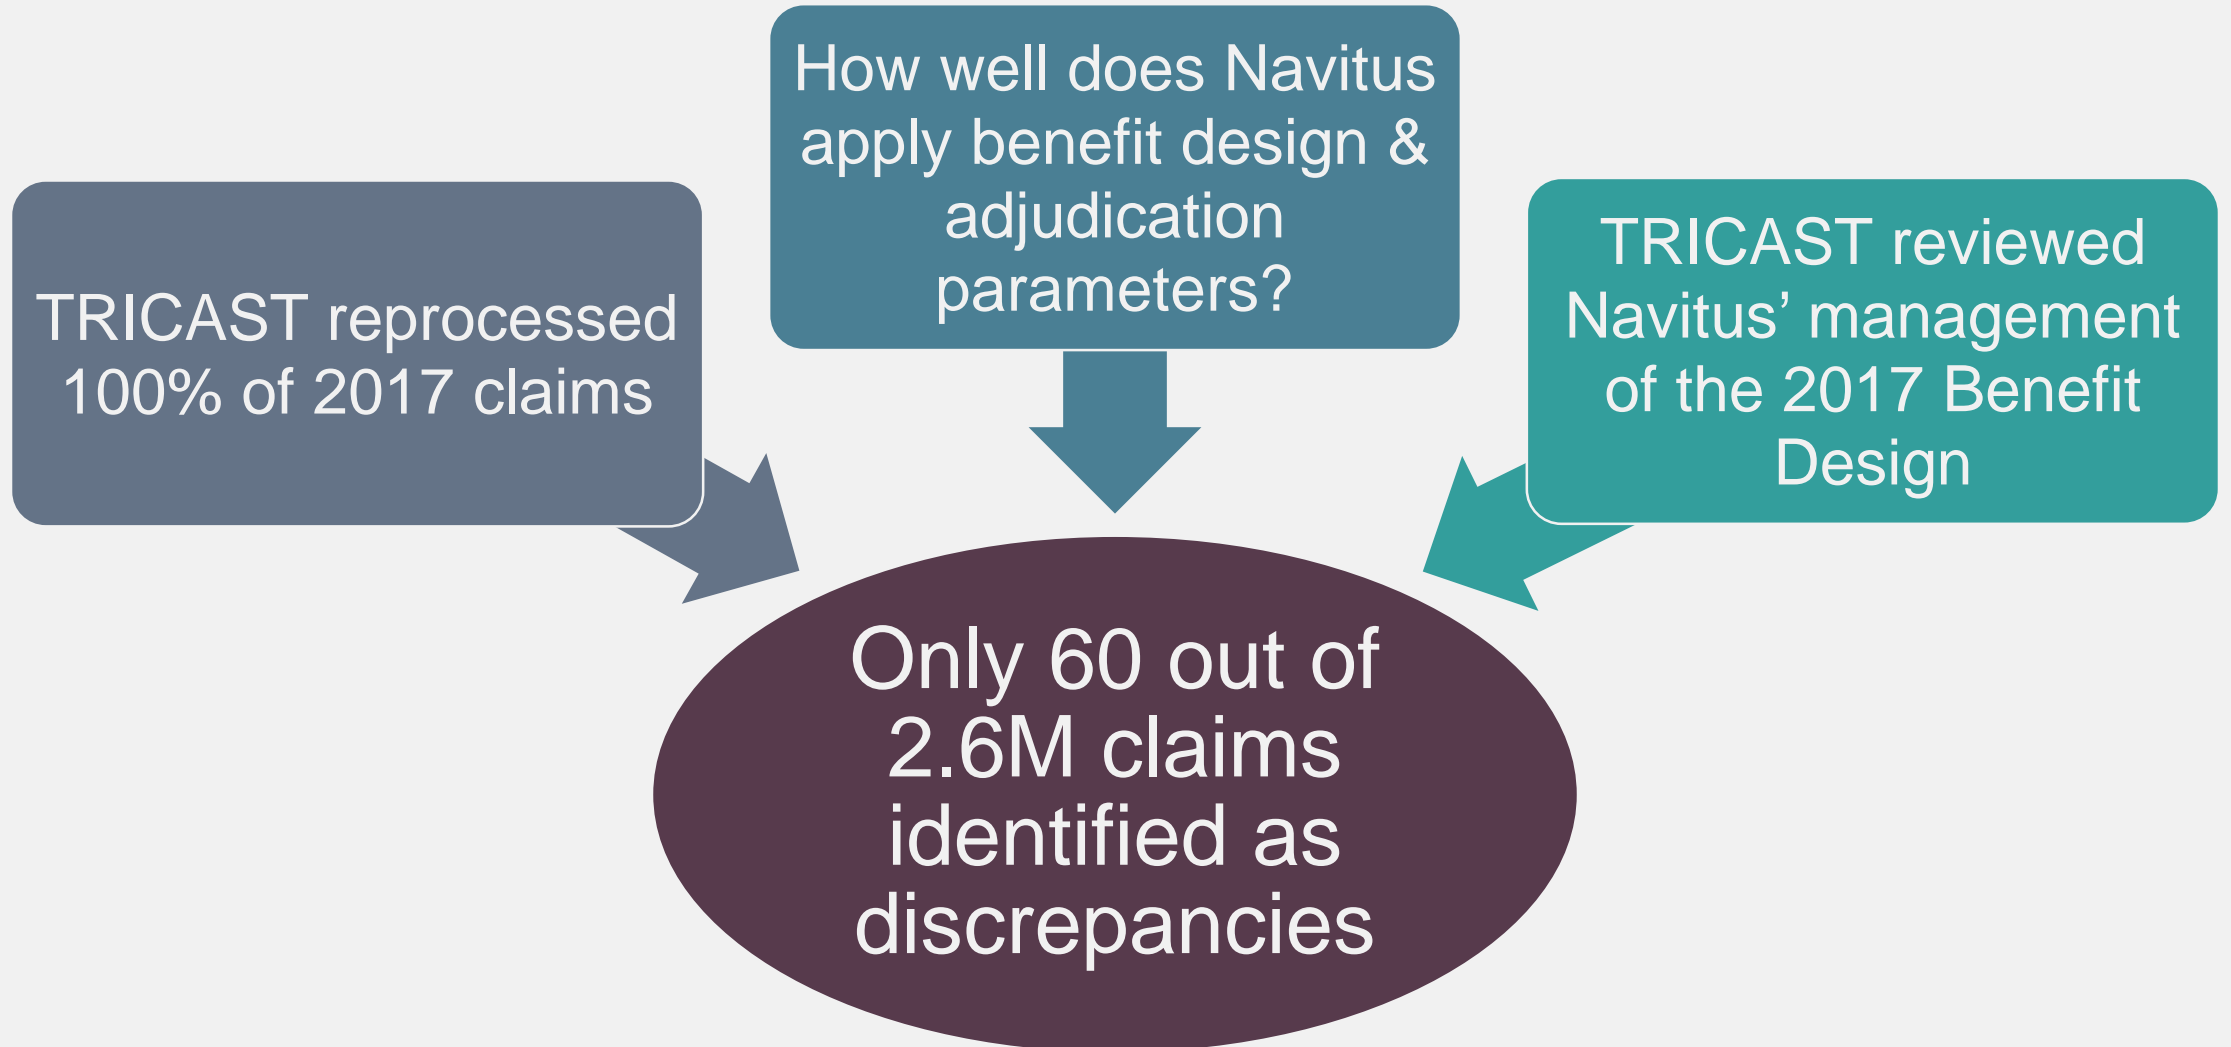 TRICAST reprocessed
100% of 2017 claims
How well does Navitus
apply benefit design &
adjudication
parameters?
TRICAST reviewed
Navitus’ management
of the 2017 Benefit
Design
Only 60 out of
2.6M claims
identified as
discrepancies